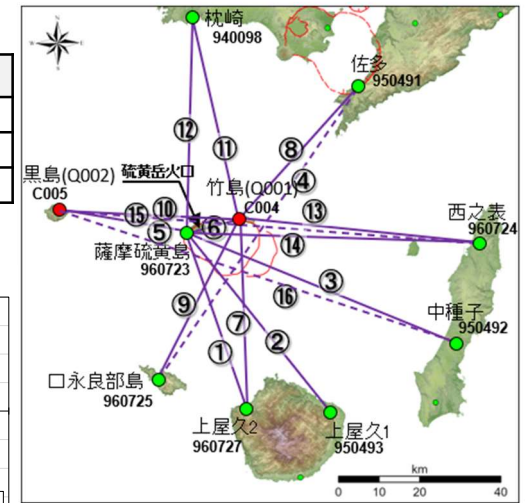 枕崎
940098
佐多
950491
⑫
⑧
⑪
④
黒島(Q002)
硫黄岳火口
C005
竹島(Q001)
C004
⑮
⑩
⑬
西之表
960724
⑤
⑥
⑭
薩摩硫黄島
960723
③
⑯
⑨
中種子
950492
⑦
①
②
口永良部島
960725
上屋久2
960727
上屋久1
950493
km
0 10 20 40